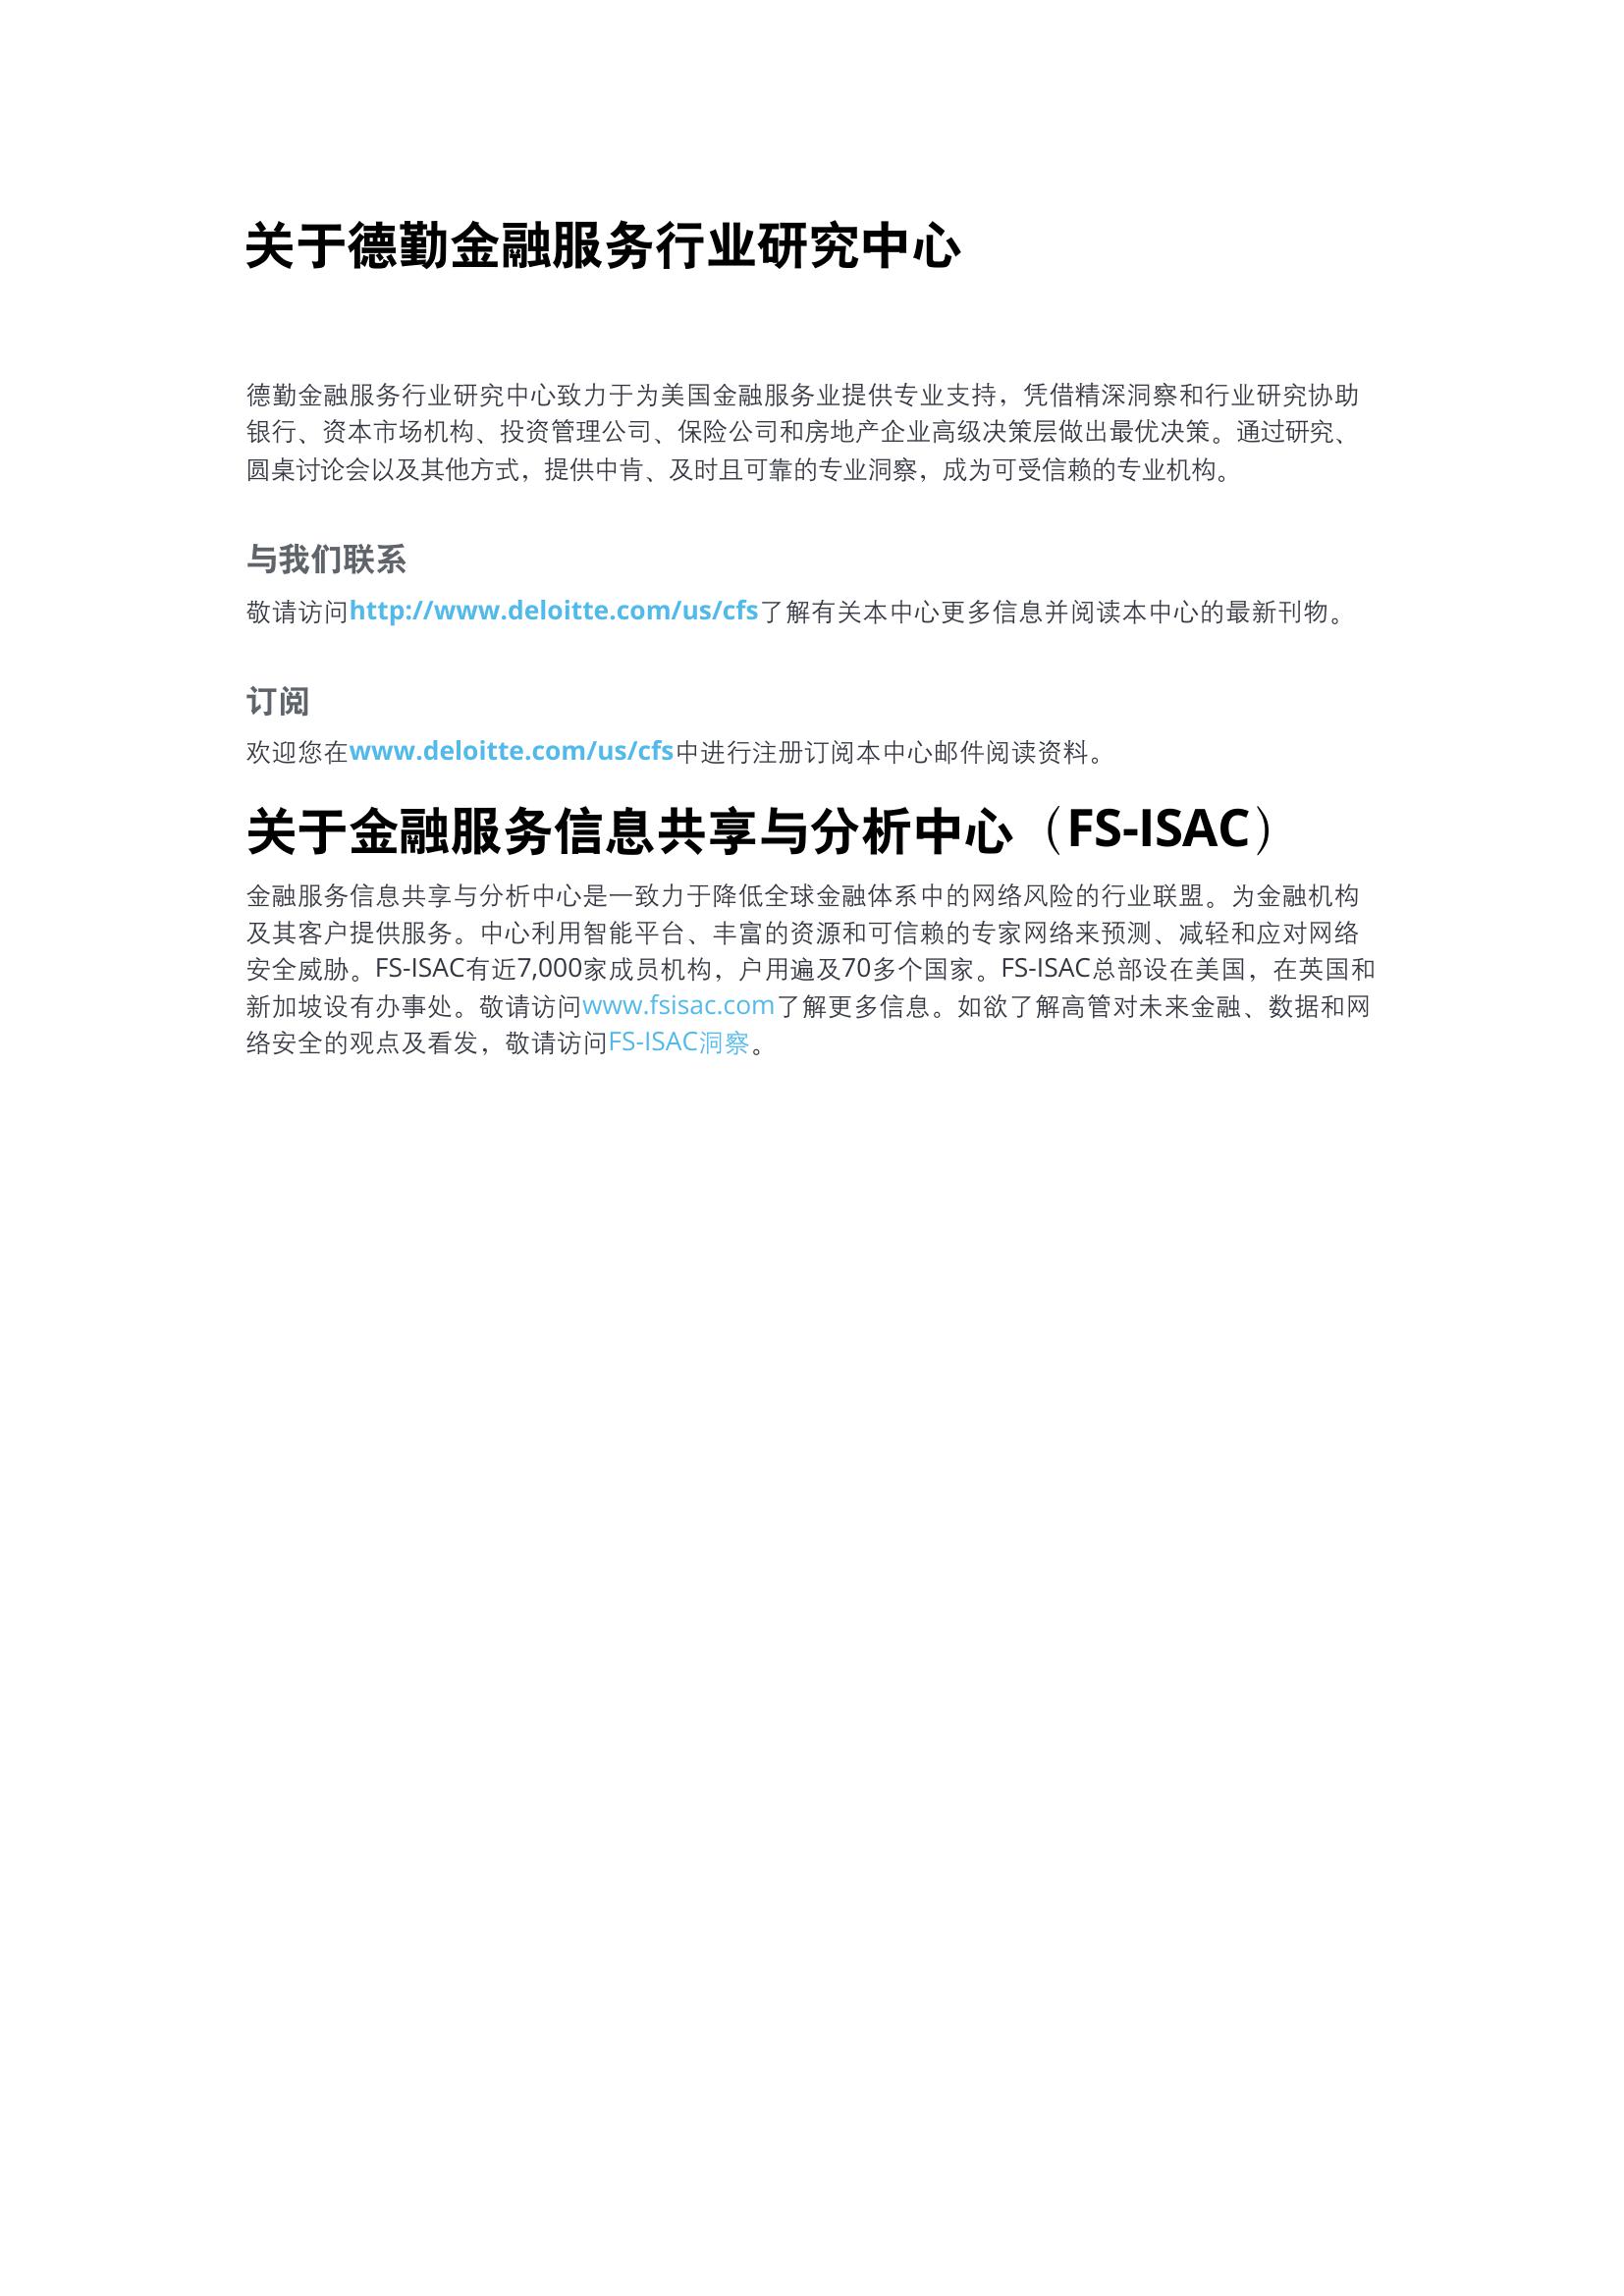 关于德勤金融服务行业研究中心
德勤金融服务行业研究中心致力于为美国金融服务业提供专业支持，凭借精深洞察和行业研究协助
银行、资本市场机构、投资管理公司、保险公司和房地产企业高级决策层做出最优决策。通过研究、
圆桌讨论会以及其他方式，提供中肯、及时且可靠的专业洞察，成为可受信赖的专业机构。
与我们联系
敬请访问http://www.deloitte.com/us/cfs了解有关本中心更多信息并阅读本中心的最新刊物。
订阅
欢迎您在www.deloitte.com/us/cfs中进行注册订阅本中心邮件阅读资料。
关于金融服务信息共享与分析中心（FS-ISAC）
金融服务信息共享与分析中心是一致力于降低全球金融体系中的网络风险的行业联盟。为金融机构
及其客户提供服务。中心利用智能平台、丰富的资源和可信赖的专家网络来预测、减轻和应对网络
安全威胁。FS-ISAC有近7,000家成员机构，户用遍及70多个国家。FS-ISAC总部设在美国，在英国和
新加坡设有办事处。敬请访问www.fsisac.com了解更多信息。如欲了解高管对未来金融、数据和网
络安全的观点及看发，敬请访问FS-ISAC洞察。